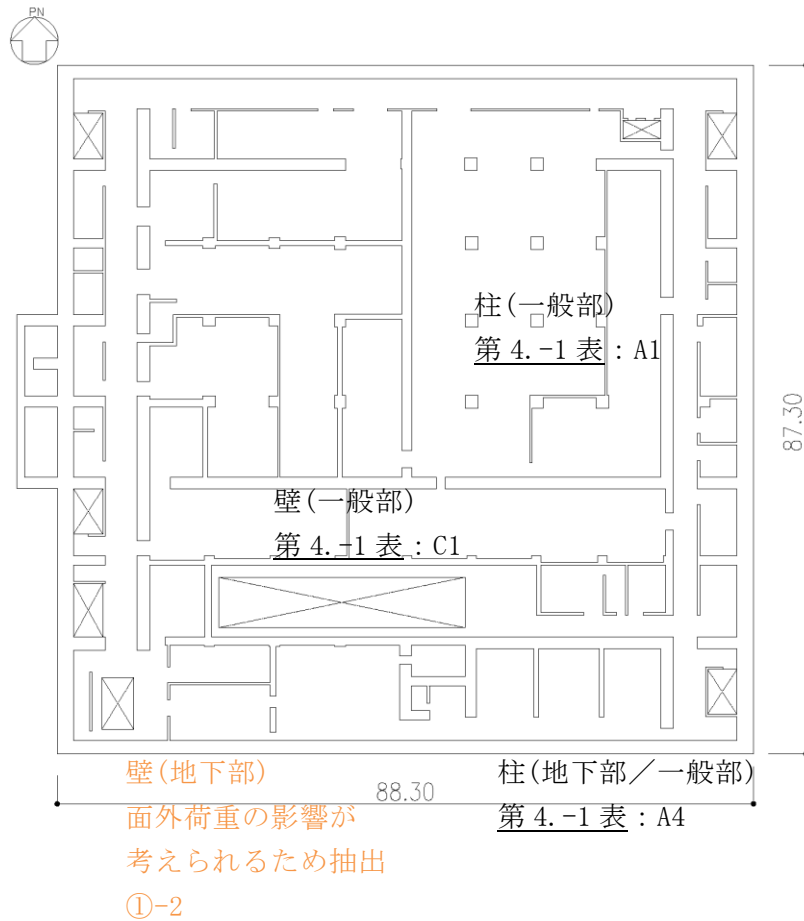 PN
柱(一般部)
第 4.-1 表：A1
87.30
壁(一般部)
第 4.-1 表：C1
88.30
壁(地下部)
面外荷重の影響が
考えられるため抽出
①-2
柱(地下部／一般部)
第 4.-1 表：A4